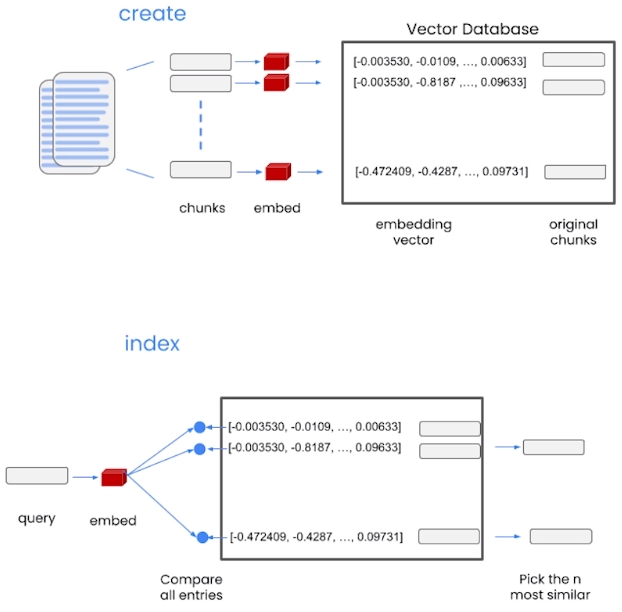 create
Vector Database
[-0.003530, -0.0109, ..., 0.00633]
[-0.003530, -0.8187, ..., 0.09633]
[-0.472409, -0.4287, ..., 0.09731]
chunks
embed
embedding
vector
original
chunks
index
[-0.003530, -0.0109, ..., 0.00633]
[-0.003530, -0.8187, ..., 0.09633]
[-0.472409, -0.4287, ..., 0.09731]
query
embed
Compare
all entries
Pick the n
most similar